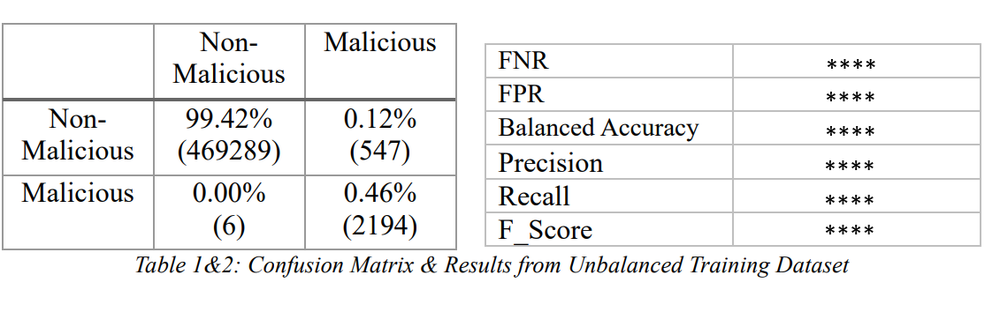 Non-
Malicious
Malicious
Non-
Malicious
99.42%
(469289)
0.12%
(547)
Malicious
0.00%
(6)
0.46%
(2194)
FNR ****
FPR ****
Balanced Accuracy ****
Precision ****
Recall ****
F_Score ****
Table 1&2: Confusion Matrix & Results from Unbalanced Training Dataset